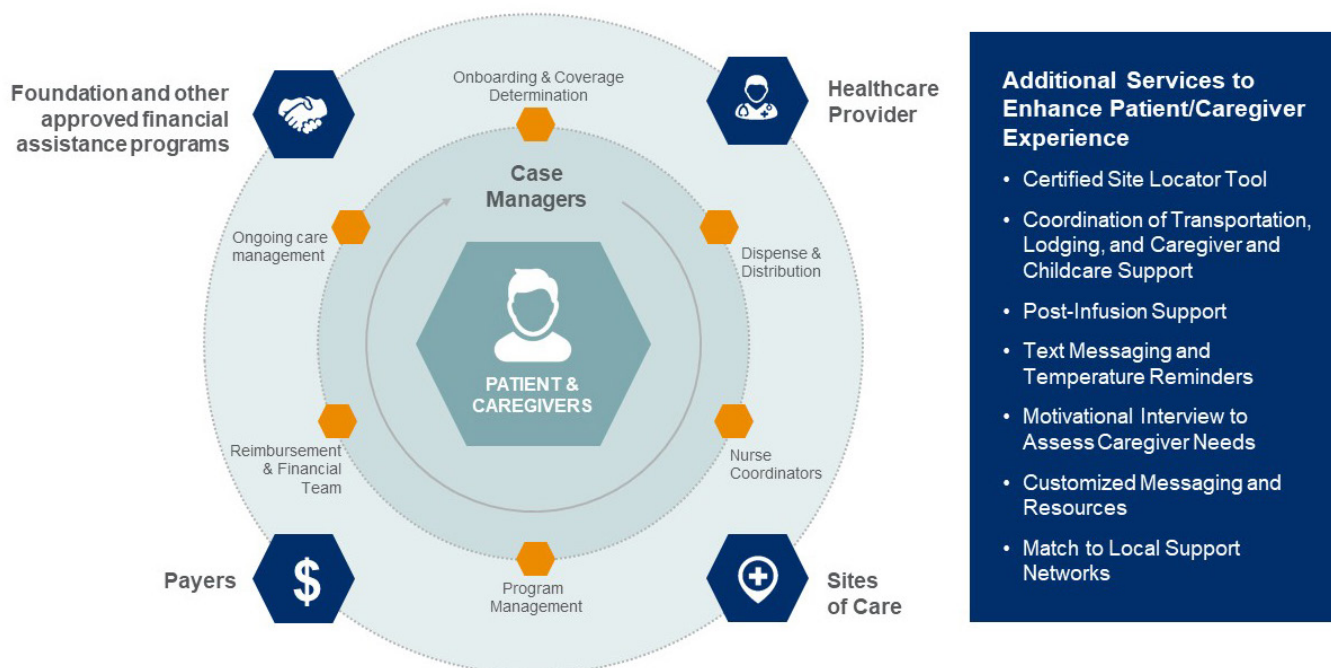 Foundation and other
approved financial
assistance programs
Onboarding & Coverage
Determination
Healthcare
Provider
Case
Managers
Ongoing care
management
Dispense &
Distribution
PATIENT &
CAREGIVERS
Reimbursement
& Financial
Team
Nurse
Coordinators
Payers
$
Program
Management
Sites
of Care
Additional Services to
Enhance Patient/Caregiver
Experience
• Certified Site Locator Tool
• Coordination of Transportation,
Lodging, and Caregiver and
Childcare Support
• Post-Infusion Support
• Text Messaging and
Temperature Reminders
• Motivational Interview to
Assess Caregiver Needs
• Customized Messaging and
Resources
• Match to Local Support
Networks